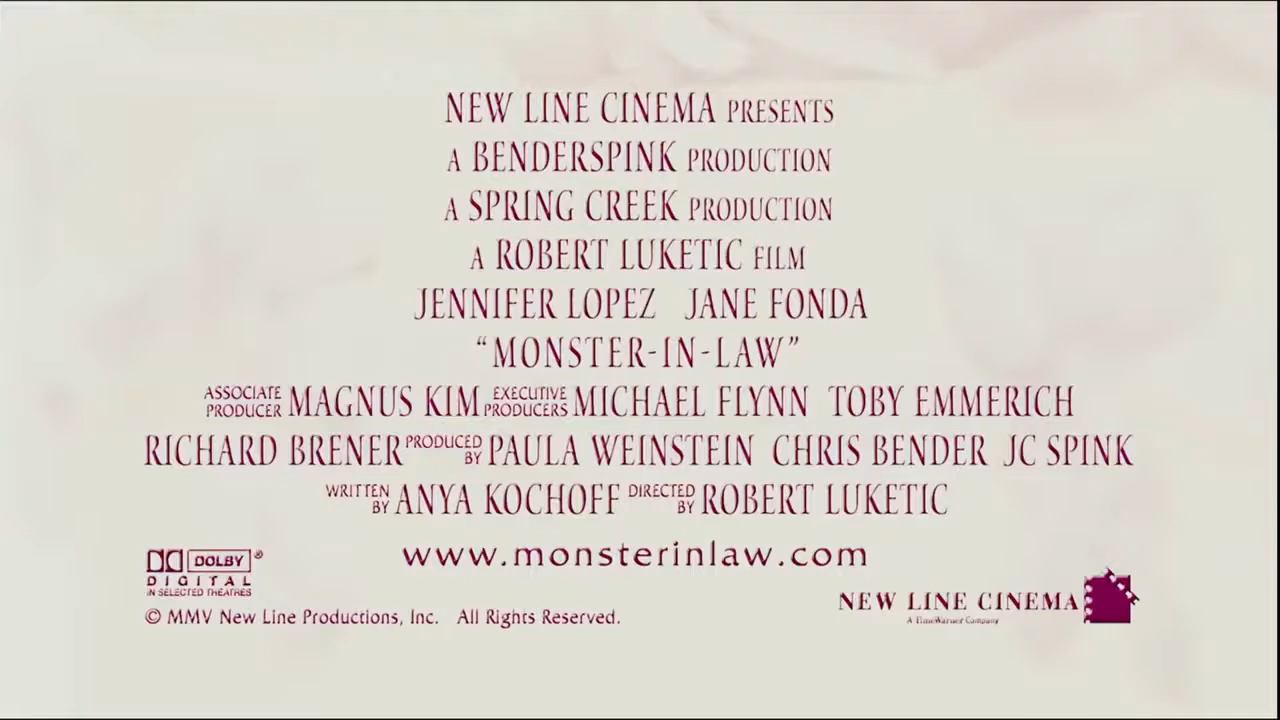 NEW LINE CINEMA PRESENTS
A BENDERSPINK PRODUCTION
A SPRING CREEK PRODUCTION
A ROBERT LUKETIC FILM
JENNIFER LOPEZ JANE FONDA
“MONSTER-IN-LAW”
ASSOCIATE PRODUCER MAGNUS KIM EXECUTIVE PRODUCERS MICHAEL FLYNN TOBY EMMERICH
RICHARD BRENER PRODUCED BY PAULA WEINSTEIN CHRIS BENDER JC SPINK
WRITTEN BY ANYA KOCHOFF DIRECTED BY ROBERT LUKETIC
www.monsterinlaw.com
DOLBY®
DIGITAL
IN SELECTED THEATRES
© MMV New Line Productions, Inc. All Rights Reserved.
NEW LINE CINEMA
A TimeWarner Company